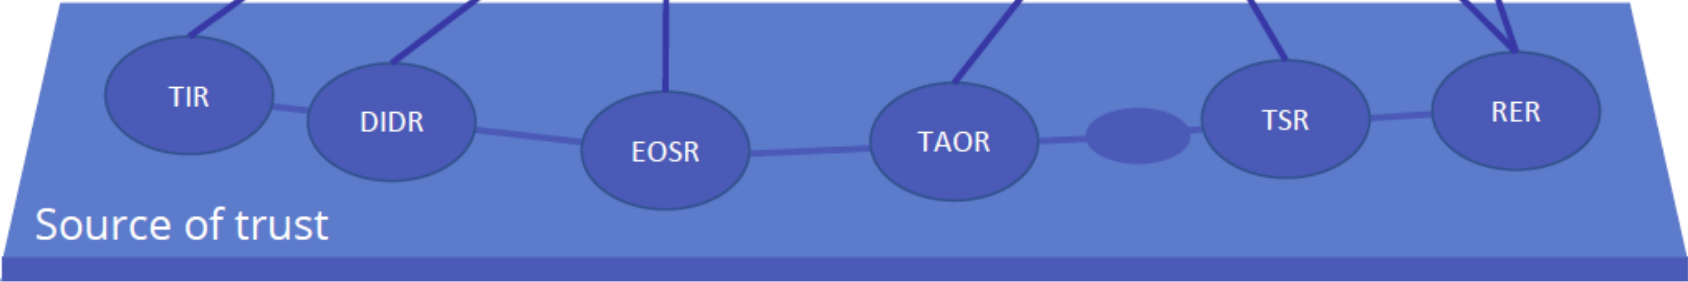 TIR
DIDR
EOSR
TAOR
TSR
RER
Source of trust